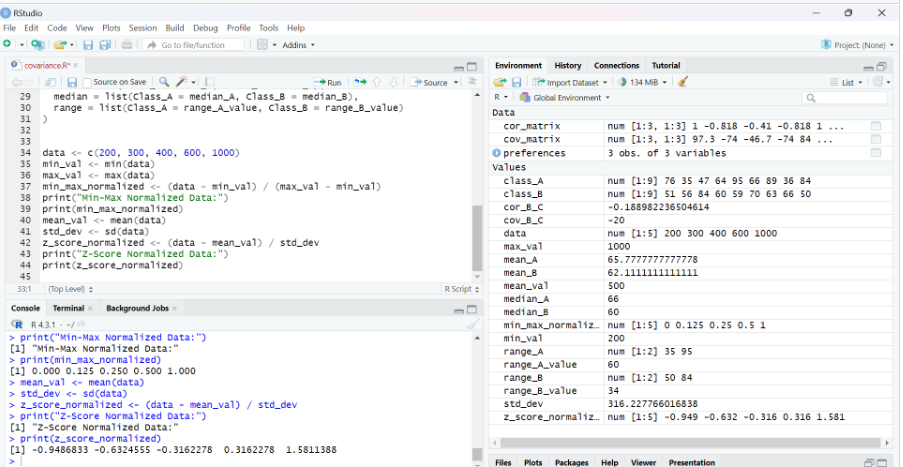 RStudio
File Edit Code View Plots Session Build Debug Profile Tools Help
Go to file/function
Addins
Project: (None)
covariance.R*
Source on Save
Run
Source
29 median = list(Class_A = median_A, Class_B = median_B),
30 range = list(Class_A = range_A_value, Class_B = range_B_value)
31 )
32
33
34 data <- c(200, 300, 400, 600, 1000)
35 min_val <- min(data)
36 max_val <- max(data)
37 min_max_normalized <- (data - min_val) / (max_val - min_val)
38 print("Min-Max Normalized Data:")
39 print(min_max_normalized)
40 mean_val <- mean(data)
41 std_dev <- sd(data)
42 z_score_normalized <- (data - mean_val) / std_dev
43 print("Z-Score Normalized Data:")
44 print(z_score_normalized)
45
33:1 (Top Level) R Script
Console Terminal Background Jobs
R 4.3.1 · ~/
> print("Min-Max Normalized Data:")
[1] "Min-Max Normalized Data:"
> print(min_max_normalized)
[1] 0.000 0.125 0.250 0.500 1.000
> mean_val <- mean(data)
> std_dev <- sd(data)
> z_score_normalized <- (data - mean_val) / std_dev
> print("Z-Score Normalized Data:")
[1] "Z-Score Normalized Data:"
> print(z_score_normalized)
[1] -0.9486833 -0.6324555 -0.3162278 0.3162278 1.5811388
>
Environment History Connections Tutorial
Import Dataset 134 MiB List
R Global Environment
Data
cor_matrix num [1:3, 1:3] 1 -0.818 -0.41 -0.818 1 ...
cov_matrix num [1:3, 1:3] 97.3 -74 -46.7 -74 84 ...
preferences 3 obs. of 3 variables
Values
class_A num [1:9] 76 35 47 64 95 66 89 36 84
class_B num [1:9] 51 56 84 60 59 70 63 66 50
cor_B_C -0.188982236504614
cov_B_C -20
data num [1:5] 200 300 400 600 1000
max_val 1000
mean_A 65.7777777777778
mean_B 62.1111111111111
mean_val 500
median_A 66
median_B 60
min_max_normaliz… num [1:5] 0 0.125 0.25 0.5 1
min_val 200
range_A num [1:2] 35 95
range_A_value 60
range_B num [1:2] 50 84
range_B_value 34
std_dev 316.227766016838
z_score_normaliz… num [1:5] -0.949 -0.632 -0.316 0.316 1.581
Files Plots Packages Help Viewer Presentation